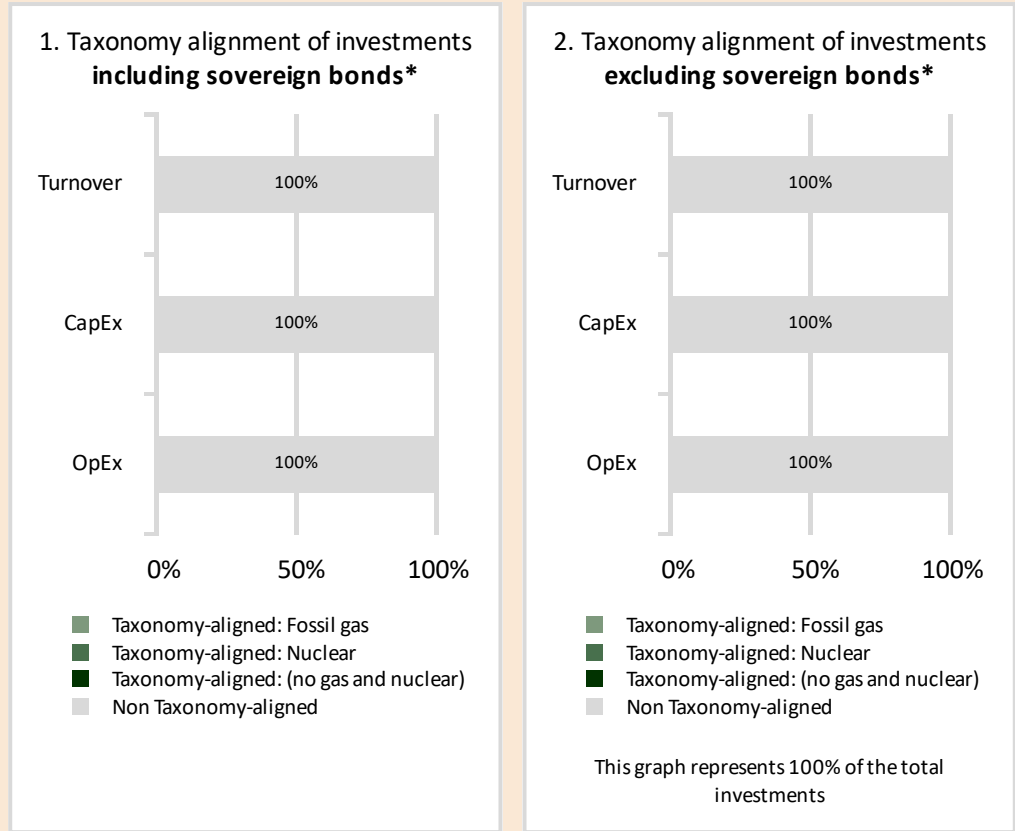 1. Taxonomy alignment of investments
including sovereign bonds*
Turnover
100%
CapEx
100%
OpEx
100%
0% 50% 100%
Taxonomy-aligned: Fossil gas
Taxonomy-aligned: Nuclear
Taxonomy-aligned: (no gas and nuclear)
Non Taxonomy-aligned
2. Taxonomy alignment of investments
excluding sovereign bonds*
Turnover
100%
CapEx
100%
OpEx
100%
0% 50% 100%
Taxonomy-aligned: Fossil gas
Taxonomy-aligned: Nuclear
Taxonomy-aligned: (no gas and nuclear)
Non Taxonomy-aligned
This graph represents 100% of the total
investments